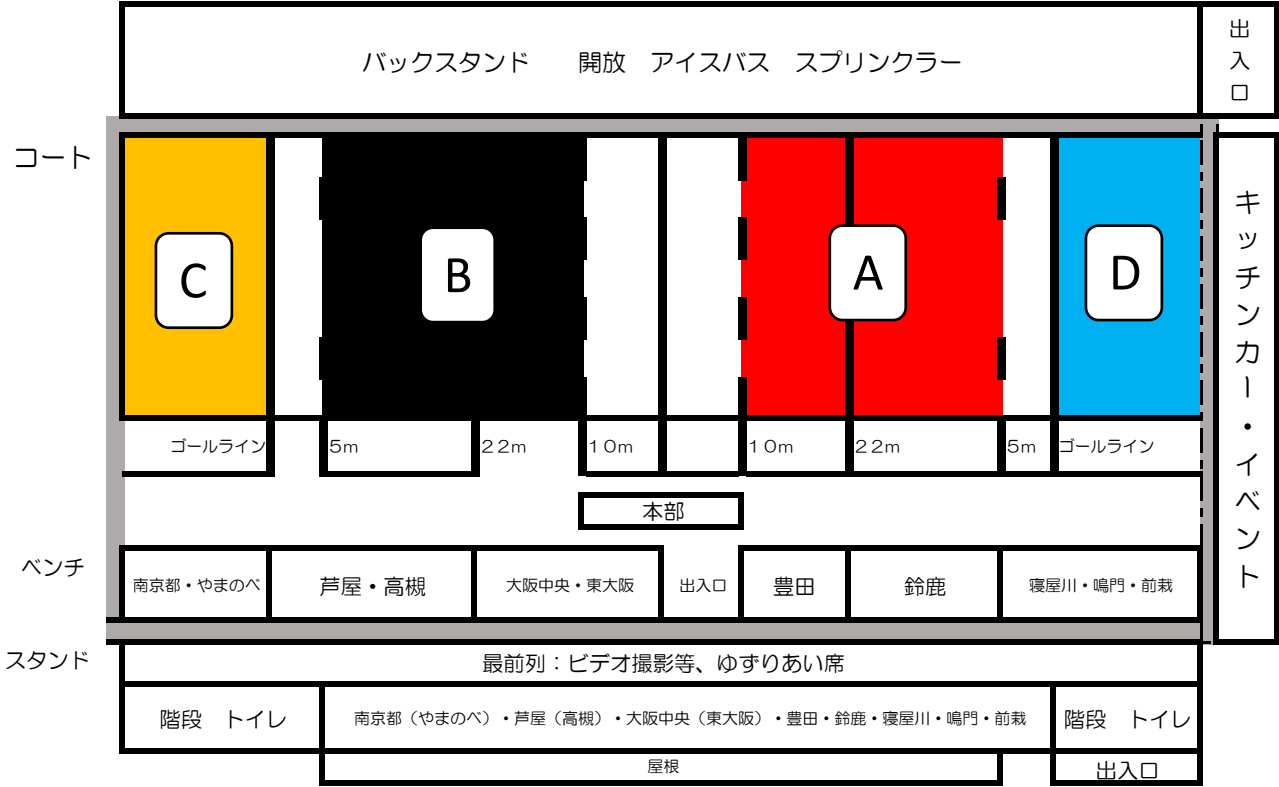 バックスタンド　　開放　アイスバス　スプリンクラー
出入口
コート
C
B
A
D
キッチンカー・イベント
ゴールライン
5m
22m
10m
10m
22m
5m
ゴールライン
本部
ベンチ
南京都・やまのべ
芦屋・高槻
大阪中央・東大阪
出入口
豊田
鈴鹿
寝屋川・鳴門・前栽
スタンド
最前列：ビデオ撮影等、ゆずりあい席
階段　トイレ
南京都（やまのべ）・芦屋（高槻）・大阪中央（東大阪）・豊田・鈴鹿・寝屋川・鳴門・前栽
階段　トイレ
屋根
出入口